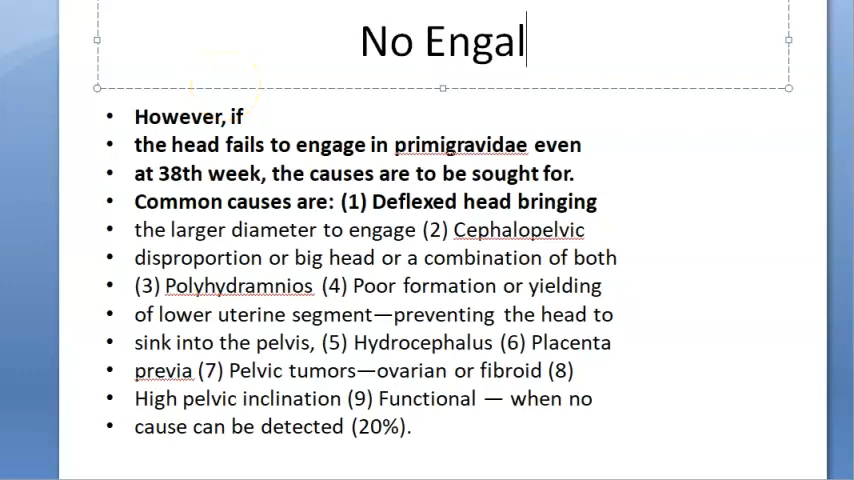 No Engal
• However, if
• the head fails to engage in primigravidae even
• at 38th week, the causes are to be sought for.
• Common causes are: (1) Deflexed head bringing
• the larger diameter to engage (2) Cephalopelvic
• disproportion or big head or a combination of both
• (3) Polyhydramnios (4) Poor formation or yielding
• of lower uterine segment—preventing the head to
• sink into the pelvis, (5) Hydrocephalus (6) Placenta
• previa (7) Pelvic tumors—ovarian or fibroid (8)
• High pelvic inclination (9) Functional — when no
• cause can be detected (20%).